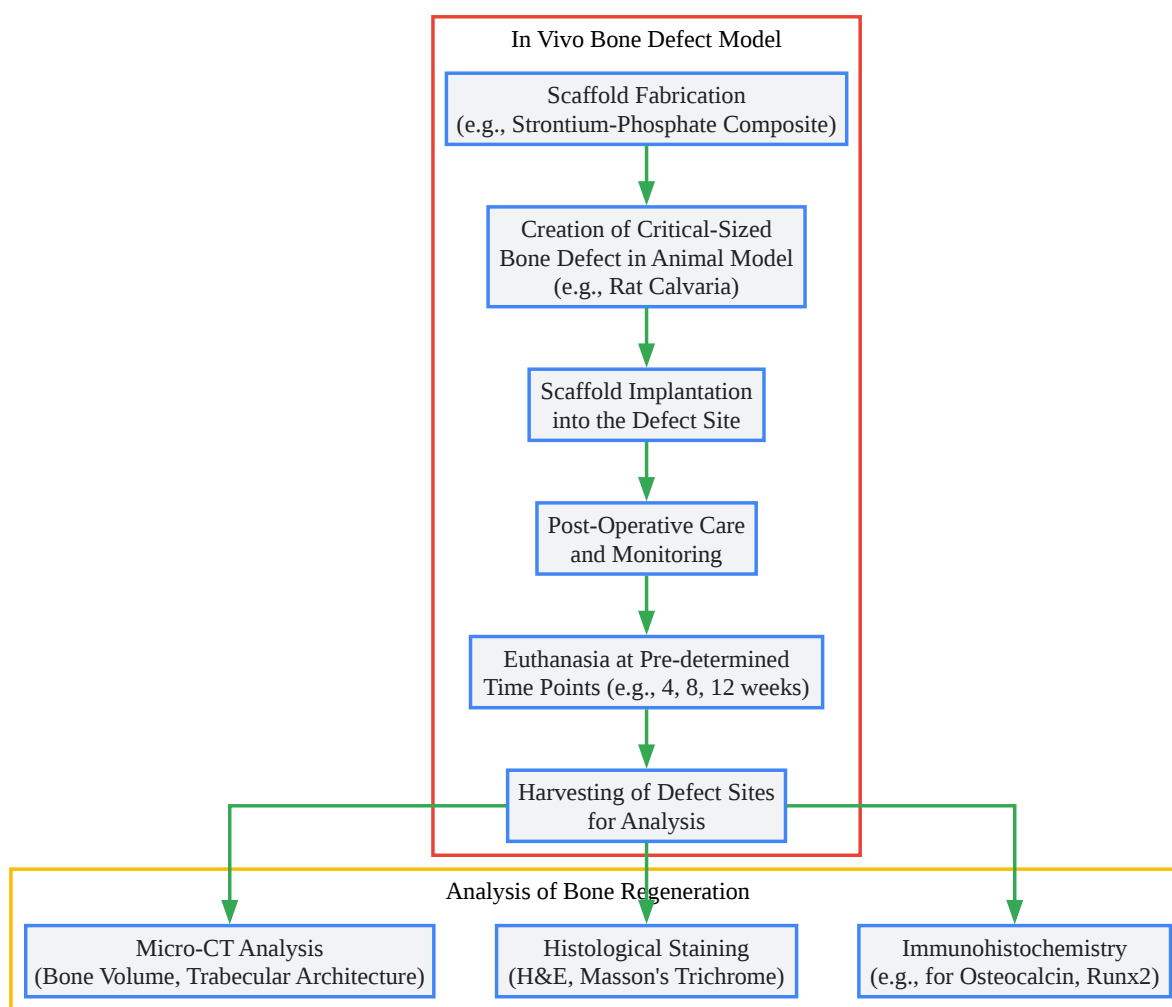 In Vivo Bone Defect Model
Scaffold Fabrication
(e.g., Strontium-Phosphate Composite)
Creation of Critical-Sized
Bone Defect in Animal Model
(e.g., Rat Calvaria)
Scaffold Implantation
into the Defect Site
Post-Operative Care
and Monitoring
Euthanasia at Pre-determined
Time Points (e.g., 4, 8, 12 weeks)
Harvesting of Defect Sites
for Analysis
Analysis of Bone Regeneration
Micro-CT Analysis
(Bone Volume, Trabecular Architecture)
Histological Staining
(H&E, Masson's Trichrome)
Immunohistochemistry
(e.g., for Osteocalcin, Runx2)